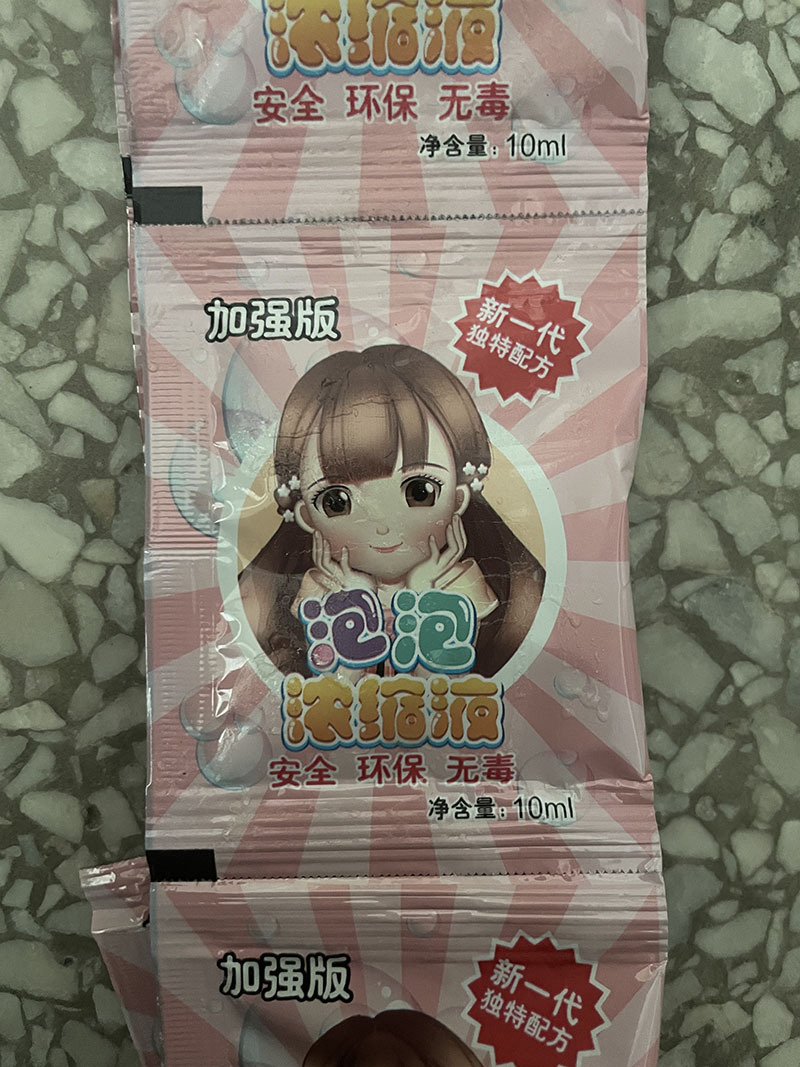 浓缩液
安全 环保 无毒
净含量：10ml
加强版
新一代
独特配方
泡泡
浓缩液
安全 环保 无毒
净含量：10ml
加强版
新一代
独特配方